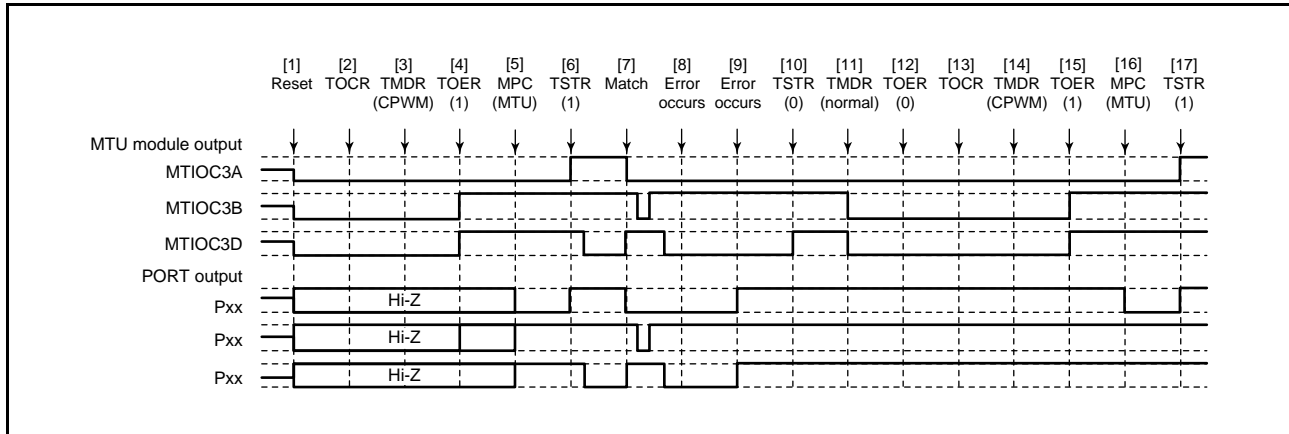 [1] [2] [3] [4] [5] [6] [7] [8] [9] [10] [11] [12] [13] [14] [15] [16] [17]
Reset TOCR TMDR TOER MPC TSTR Match Error Error TSTR TMDR TOER TOCR TMDR TOER MPC TSTR
(CPWM) (1) (MTU) (1) occurs occurs (0) (normal) (0) (CPWM) (1) (MTU) (1)
MTU module output
MTIOC3A
MTIOC3B
MTIOC3D
PORT output
Pxx Hi-Z
Pxx Hi-Z
Pxx Hi-Z